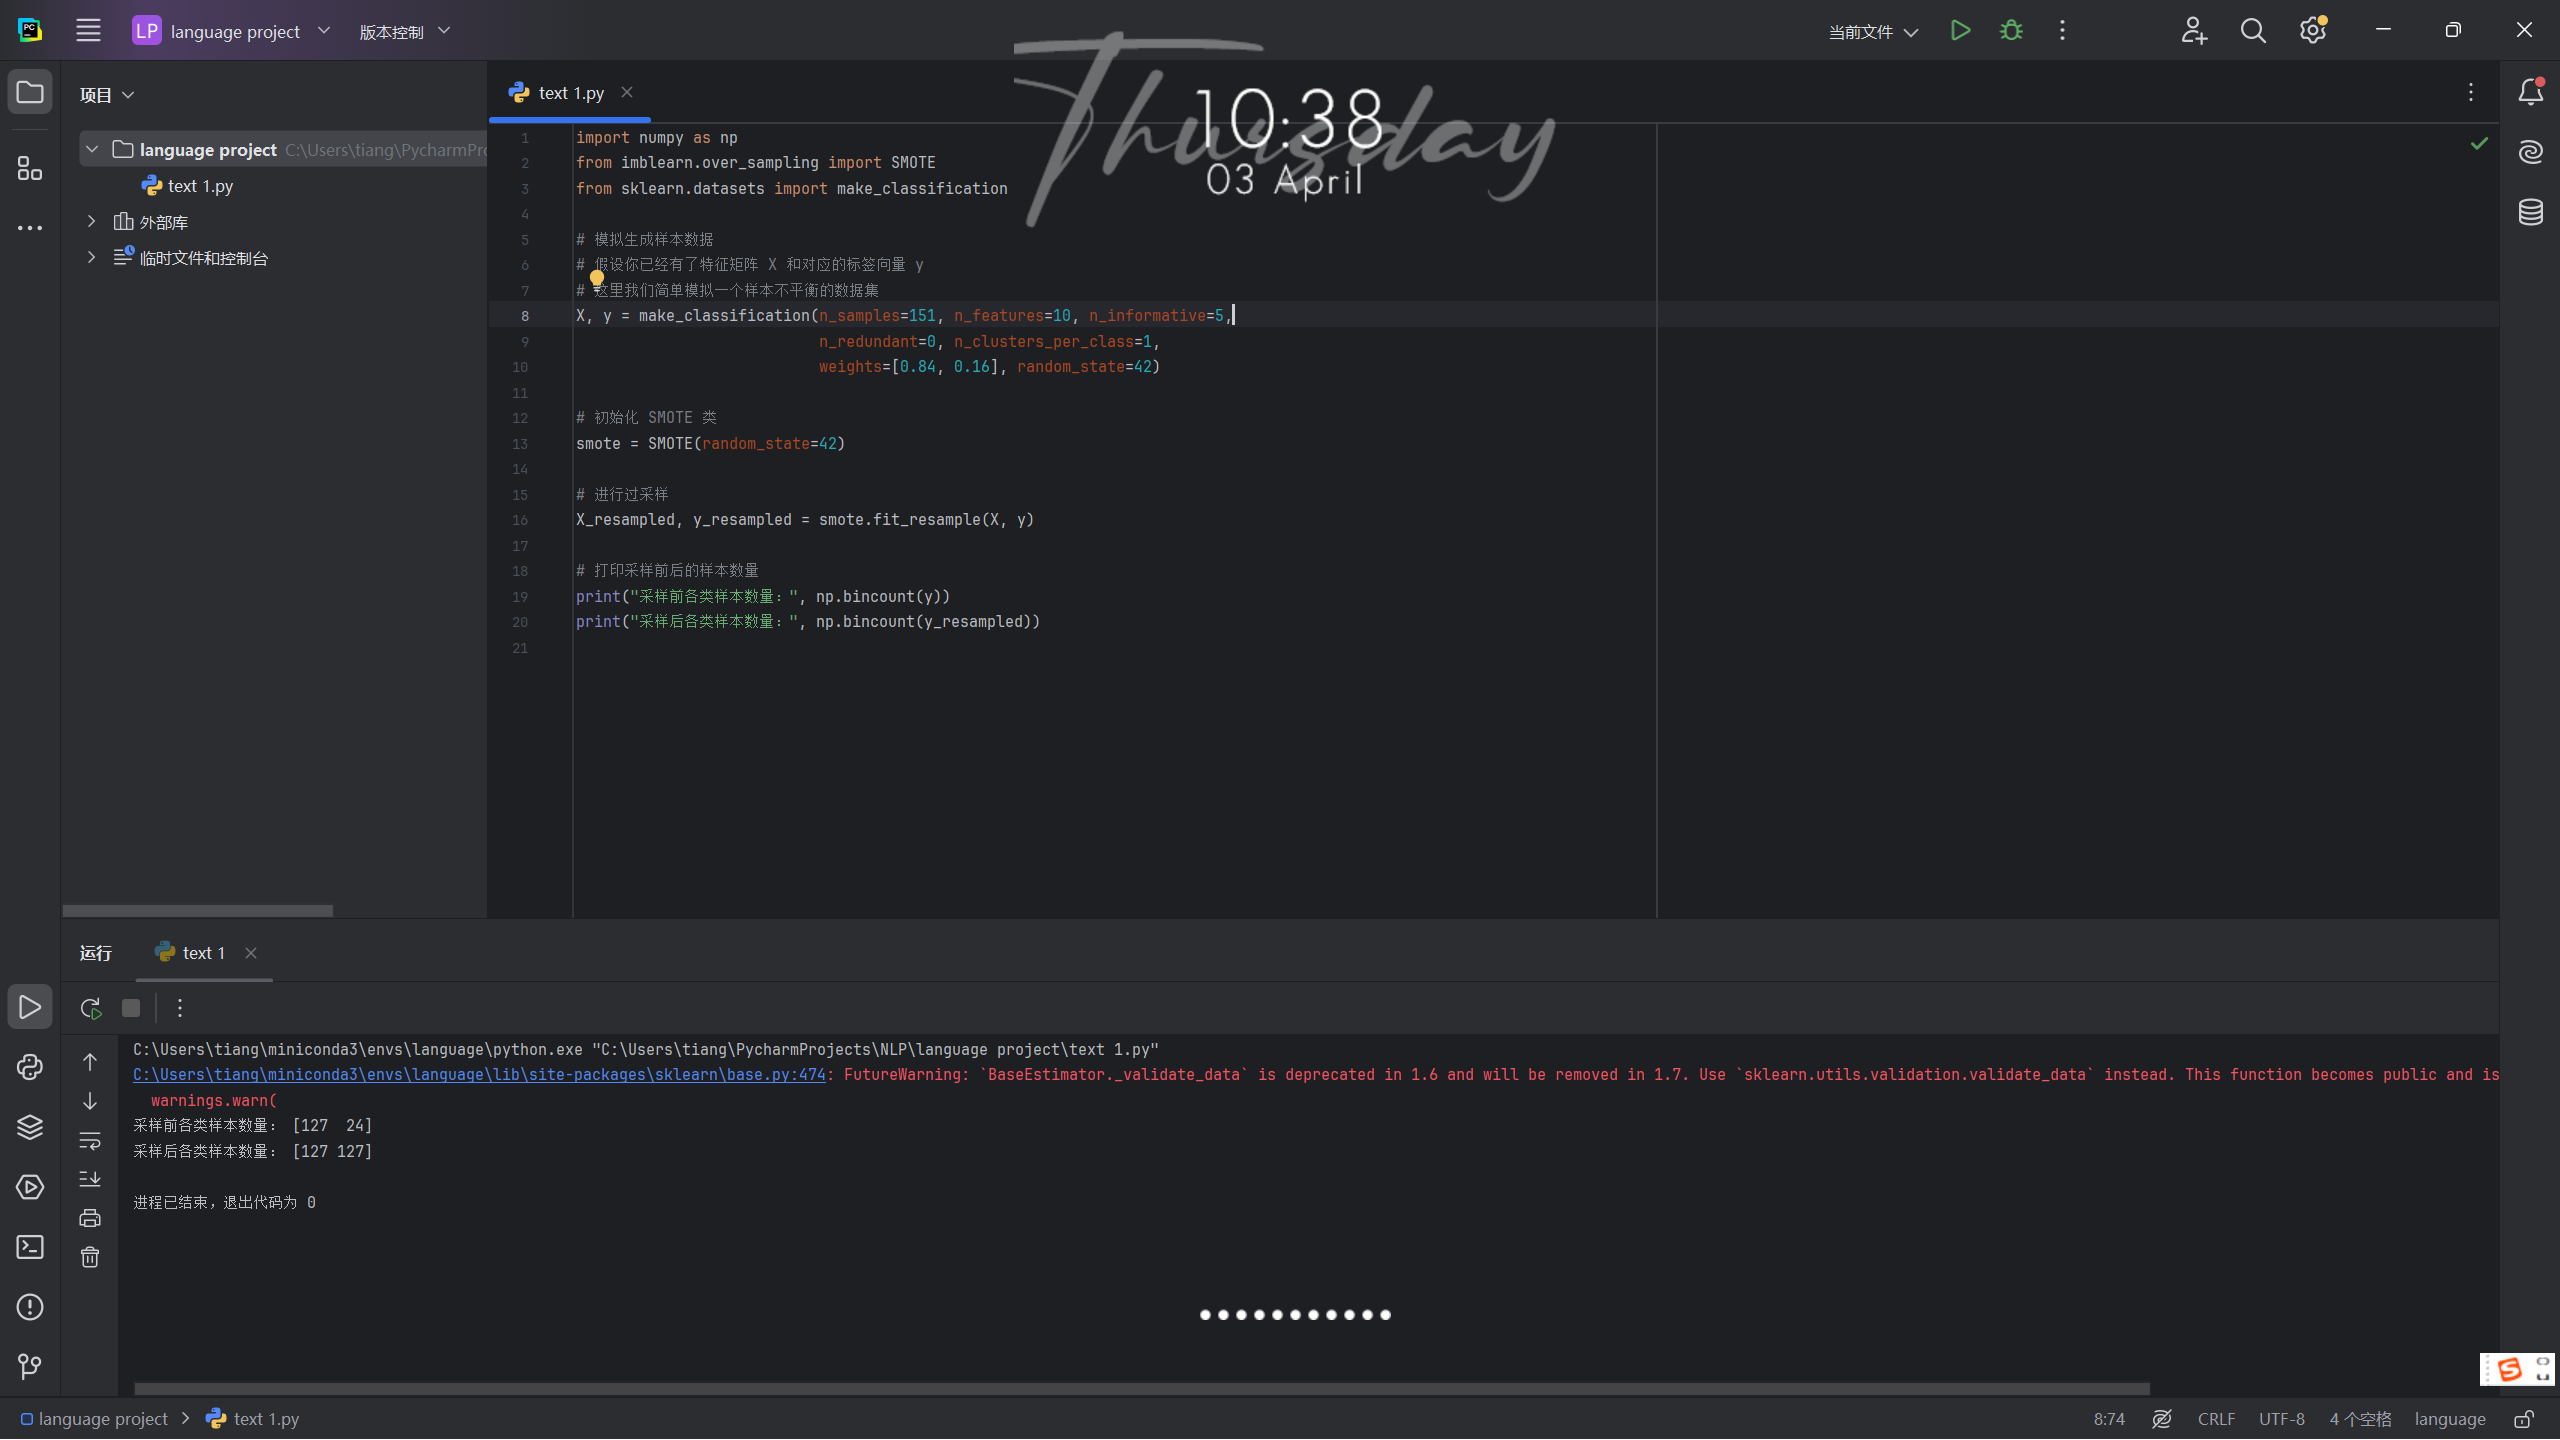 LP language project 版本控制
当前文件
Thursday
10:38
03 April
项目
text 1.py
language project C:\Users\tiang\PycharmPro
text 1.py
外部库
临时文件和控制台
1 import numpy as np
2 from imblearn.over_sampling import SMOTE
3 from sklearn.datasets import make_classification
4
5 # 模拟生成样本数据
6 # 假设你已经有了特征矩阵 X 和对应的标签向量 y
7 # 这里我们简单模拟一个样本不平衡的数据集
8 X, y = make_classification(n_samples=151, n_features=10, n_informative=5,
9 n_redundant=0, n_clusters_per_class=1,
10 weights=[0.84, 0.16], random_state=42)
11
12 # 初始化 SMOTE 类
13 smote = SMOTE(random_state=42)
14
15 # 进行过采样
16 X_resampled, y_resampled = smote.fit_resample(X, y)
17
18 # 打印采样前后的样本数量
19 print("采样前各类样本数量：", np.bincount(y))
20 print("采样后各类样本数量：", np.bincount(y_resampled))
21
运行 text 1
C:\Users\tiang\miniconda3\envs\language\python.exe "C:\Users\tiang\PycharmProjects\NLP\language project\text 1.py"
C:\Users\tiang\miniconda3\envs\language\lib\site-packages\sklearn\base.py:474: FutureWarning: `BaseEstimator._validate_data` is deprecated in 1.6 and will be removed in 1.7. Use `sklearn.utils.validation.validate_data` instead. This function becomes public and is
warnings.warn(
采样前各类样本数量： [127  24]
采样后各类样本数量： [127 127]
进程已结束，退出代码为 0
language project text 1.py
8:74 CRLF UTF-8 4 个空格 language